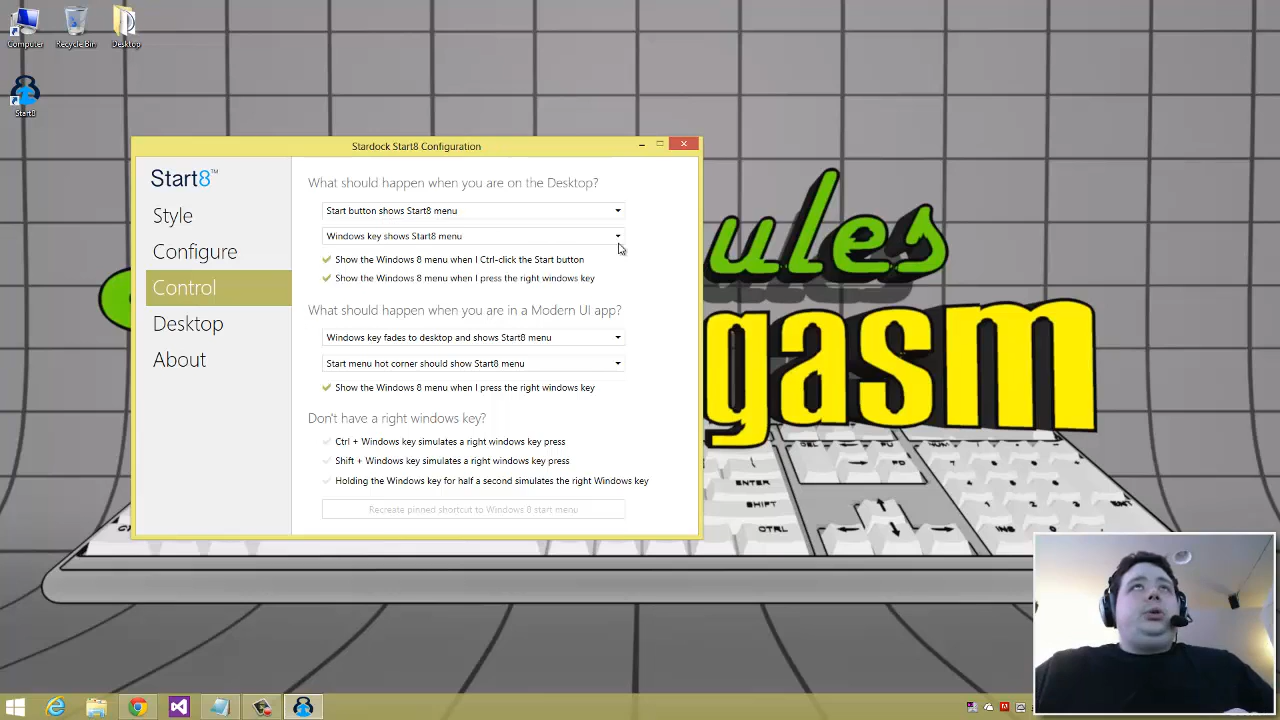 Computer
Recycle Bin
Desktop
Start8
Stardock Start8 Configuration
Start8™
Style
Configure
Control
Desktop
About
What should happen when you are on the Desktop?
Start button shows Start8 menu
Windows key shows Start8 menu
Show the Windows 8 menu when I Ctrl-click the Start button
Show the Windows 8 menu when I press the right windows key
What should happen when you are in a Modern UI app?
Windows key fades to desktop and shows Start8 menu
Start menu hot corner should show Start8 menu
Show the Windows 8 menu when I press the right windows key
Don't have a right windows key?
Ctrl + Windows key simulates a right windows key press
Shift + Windows key simulates a right windows key press
Holding the Windows key for half a second simulates the right Windows key
Recreate pinned shortcut to Windows 8 start menu
ules
gasm
ENTER
SHIFT
CTRL